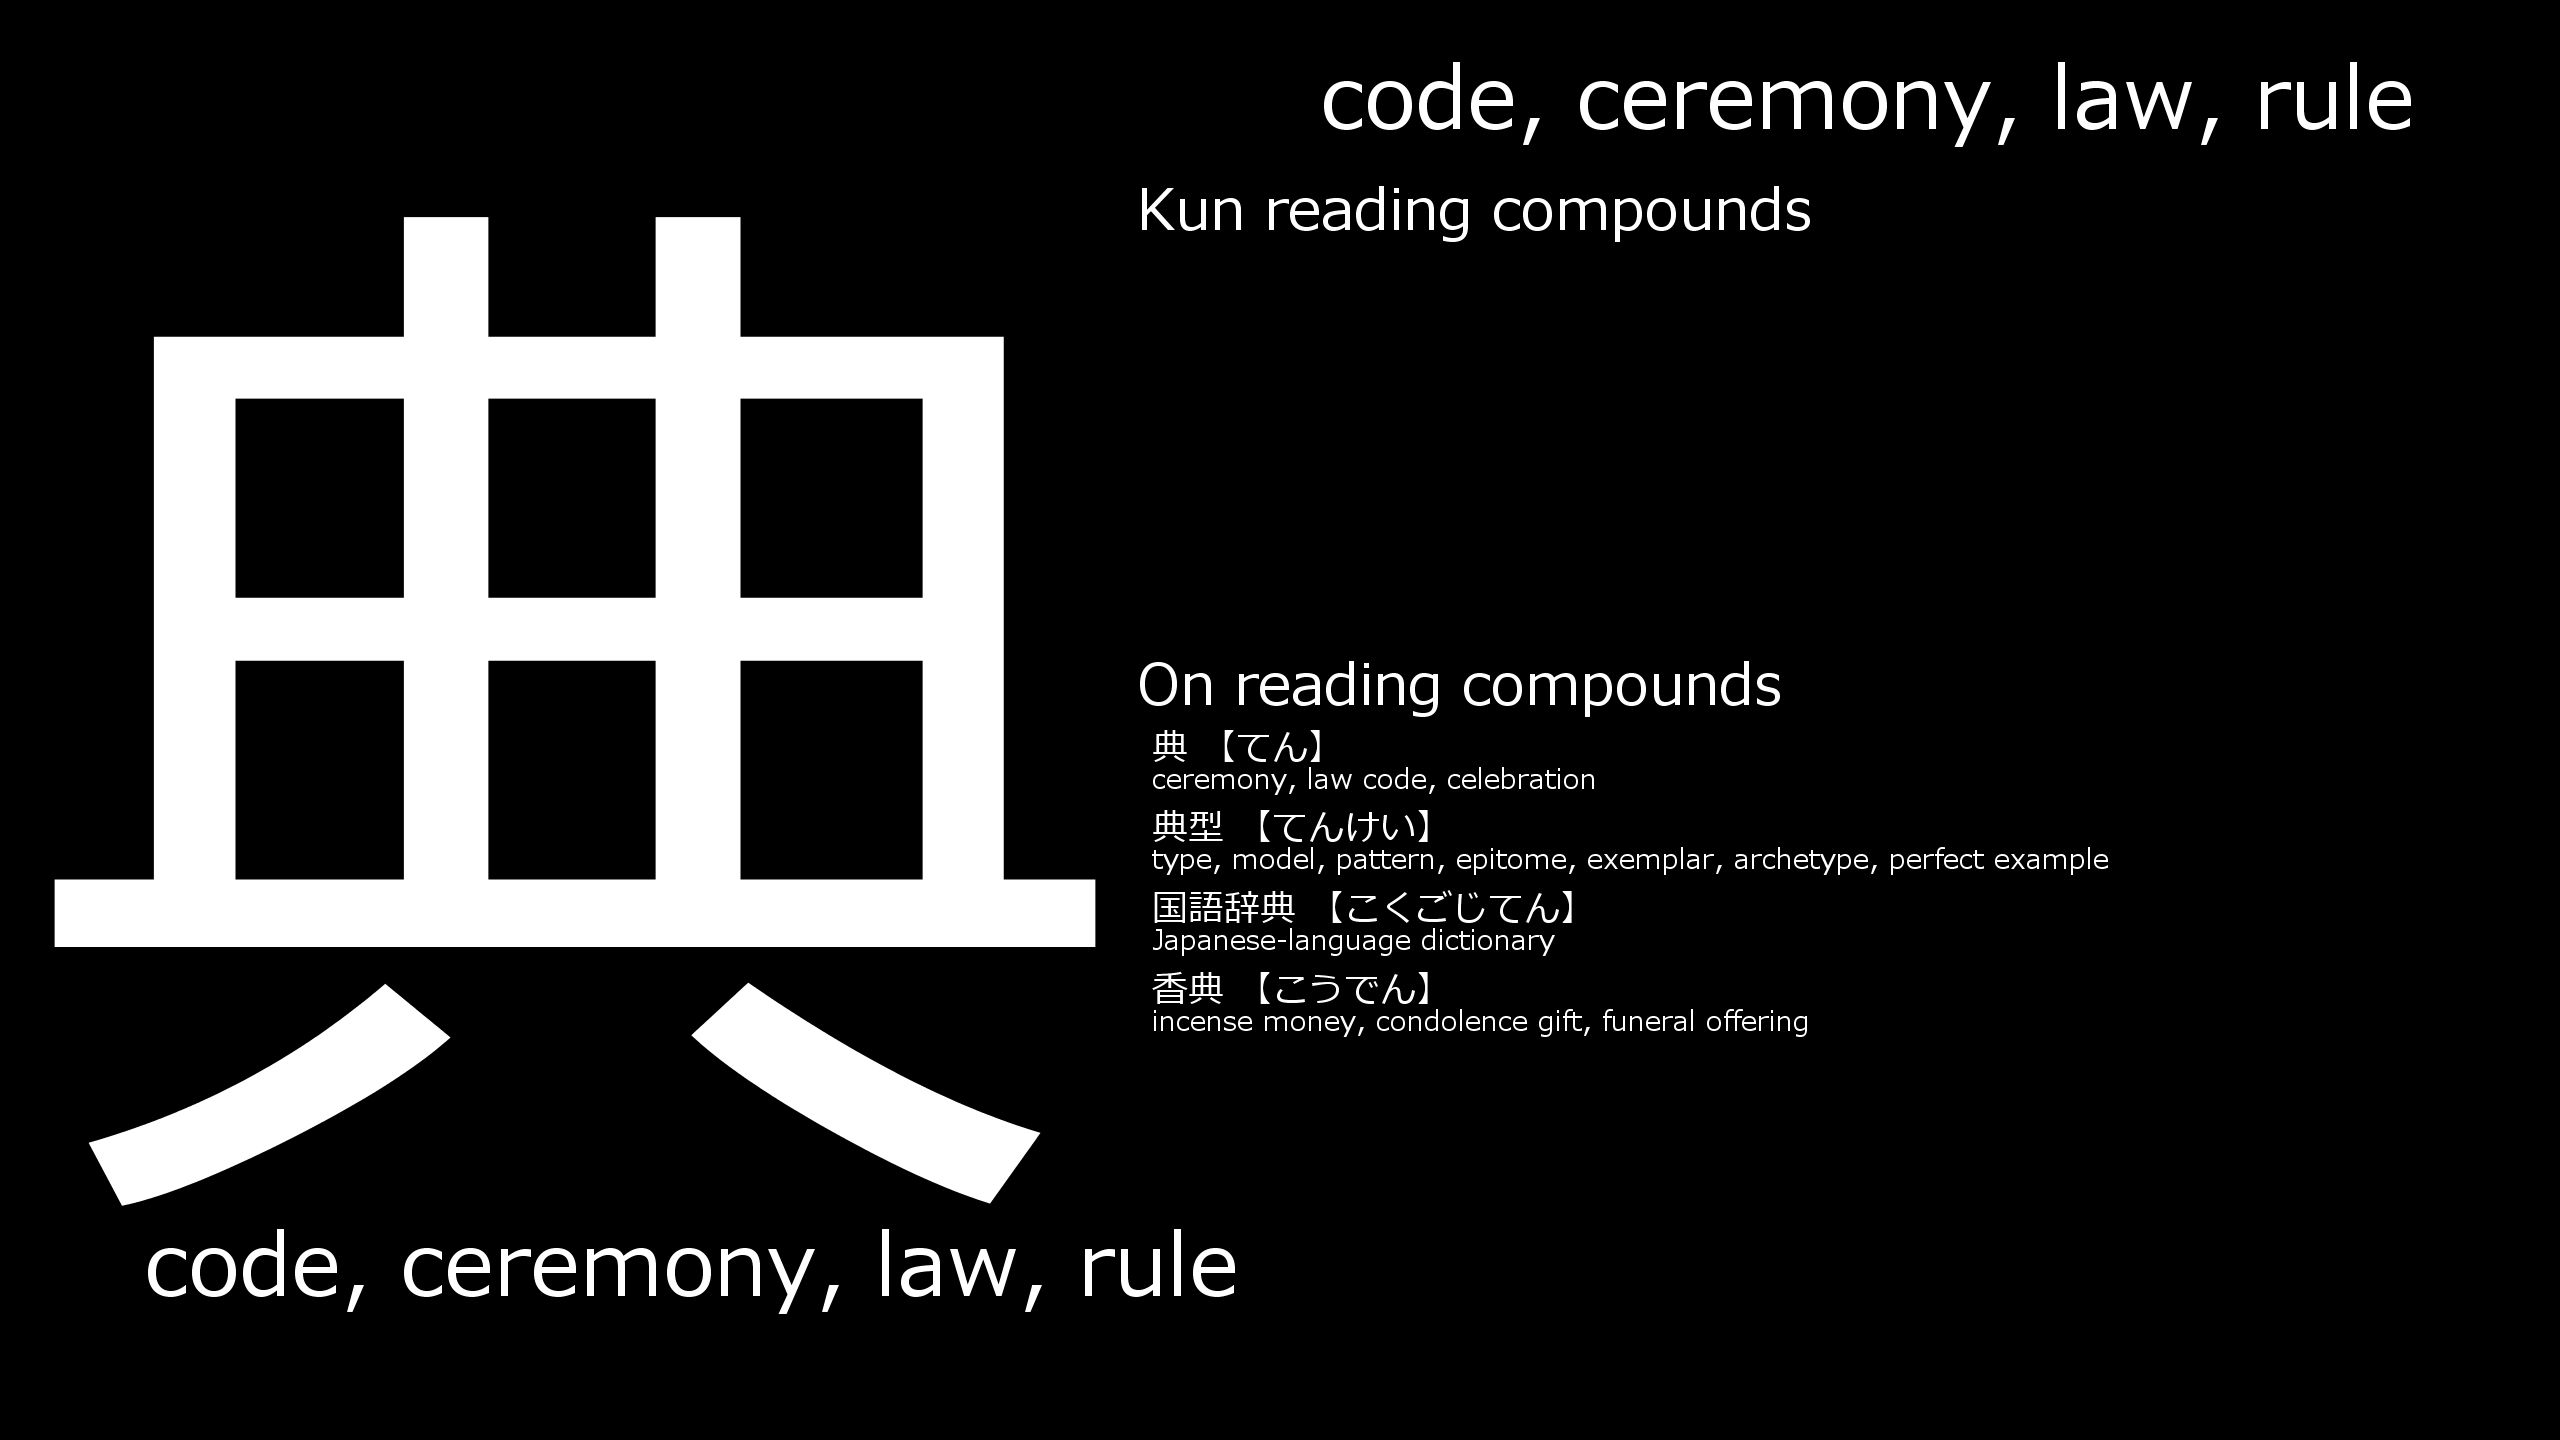 典
code, ceremony, law, rule
code, ceremony, law, rule
Kun reading compounds
On reading compounds
典 【てん】
ceremony, law code, celebration
典型 【てんけい】
type, model, pattern, epitome, exemplar, archetype, perfect example
国語辞典 【こくごじてん】
Japanese-language dictionary
香典 【こうでん】
incense money, condolence gift, funeral offering